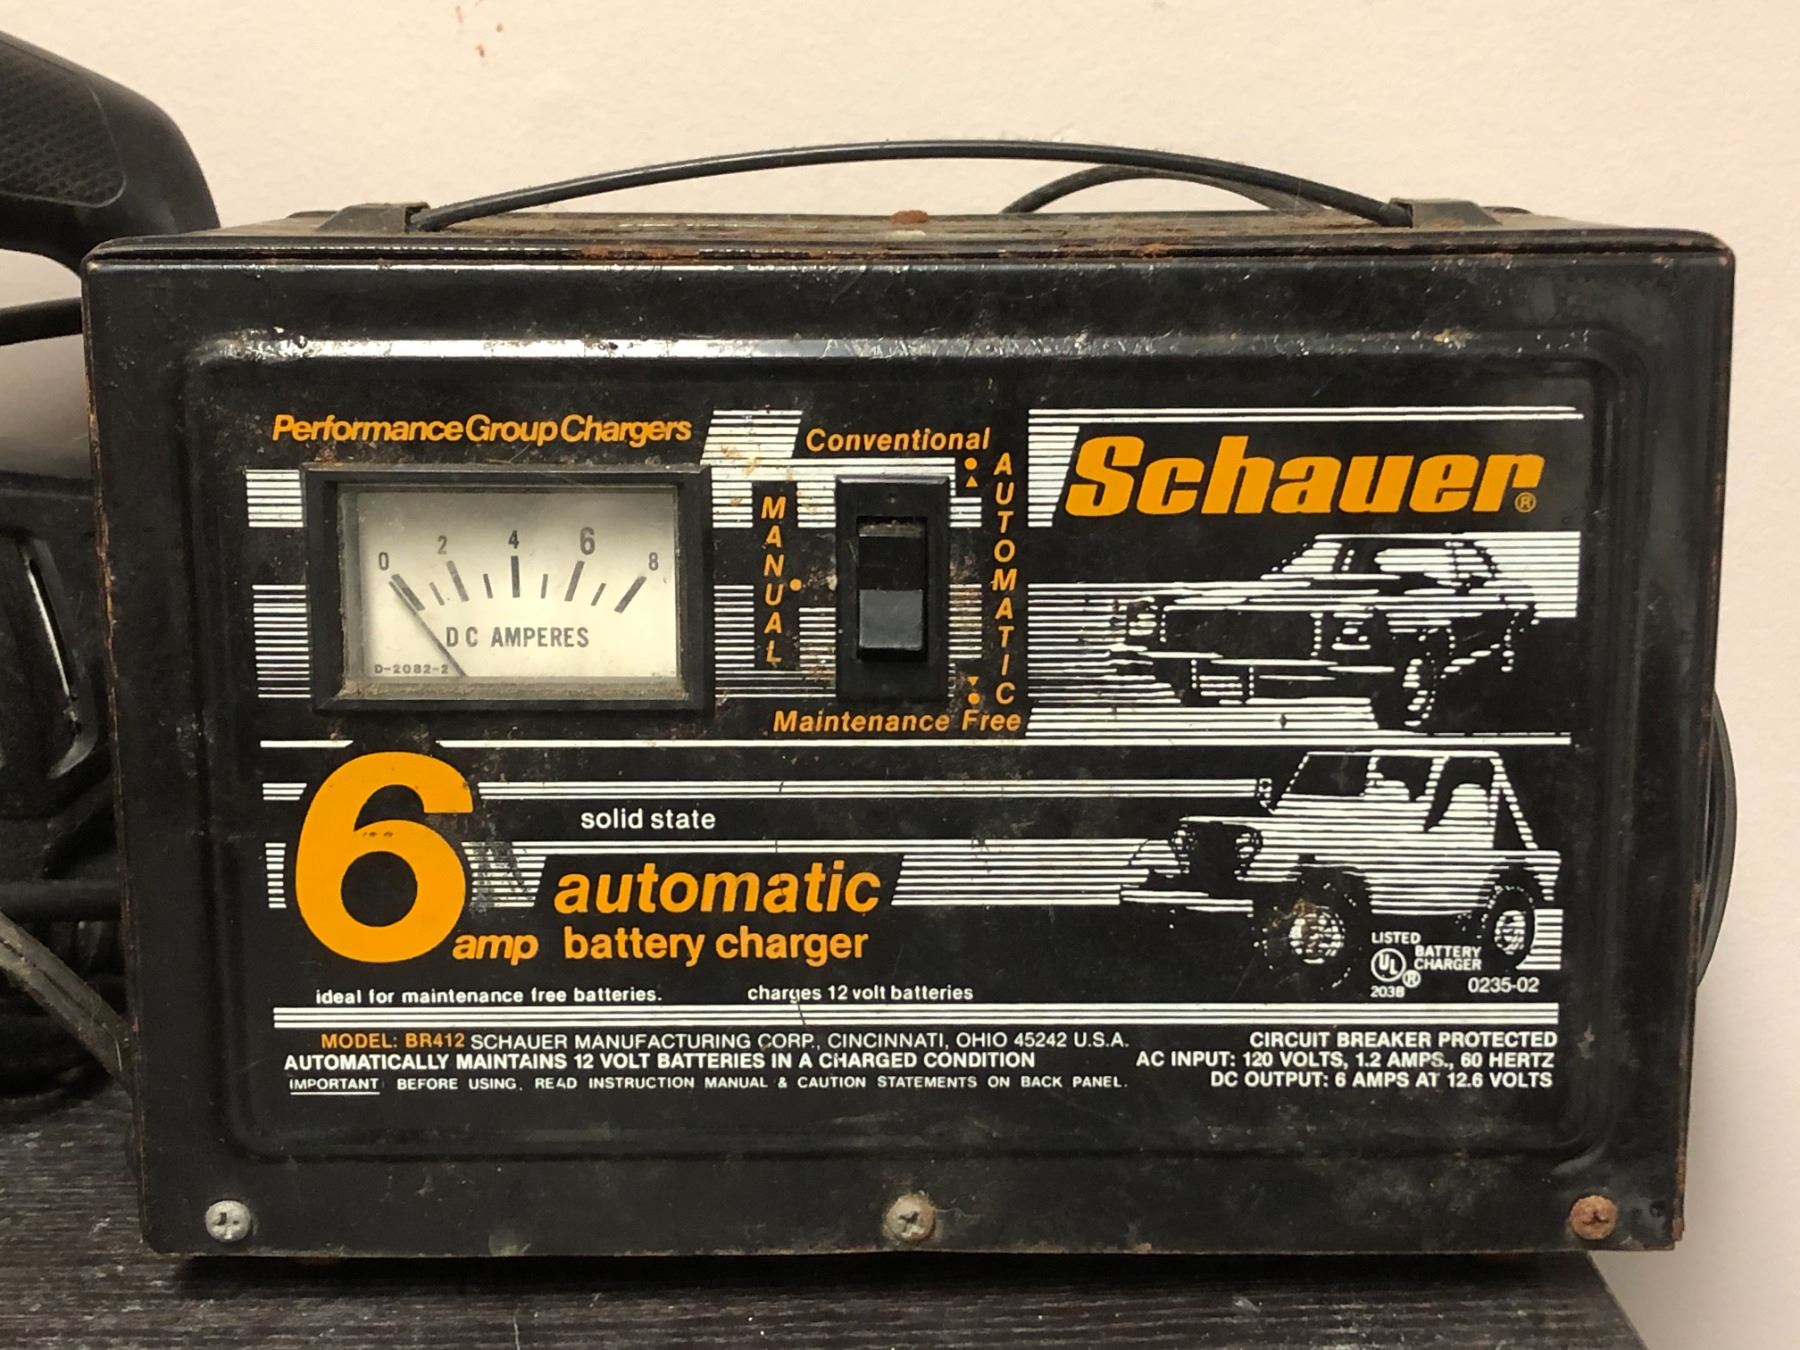 Performance Group Chargers
Conventional
AUTOMATIC
MANUAL
Maintenance Free
Schauer®
0 2 4 6 8
DC AMPERES
D-2082-2
6
amp
solid state
automatic
battery charger
LISTED
UL ®
BATTERY
CHARGER
203B
0235-02
ideal for maintenance free batteries.
charges 12 volt batteries
MODEL: BR412 SCHAUER MANUFACTURING CORP., CINCINNATI, OHIO 45242 U.S.A.
AUTOMATICALLY MAINTAINS 12 VOLT BATTERIES IN A CHARGED CONDITION
IMPORTANT BEFORE USING, READ INSTRUCTION MANUAL & CAUTION STATEMENTS ON BACK PANEL.
CIRCUIT BREAKER PROTECTED
AC INPUT: 120 VOLTS, 1.2 AMPS., 60 HERTZ
DC OUTPUT: 6 AMPS AT 12.6 VOLTS